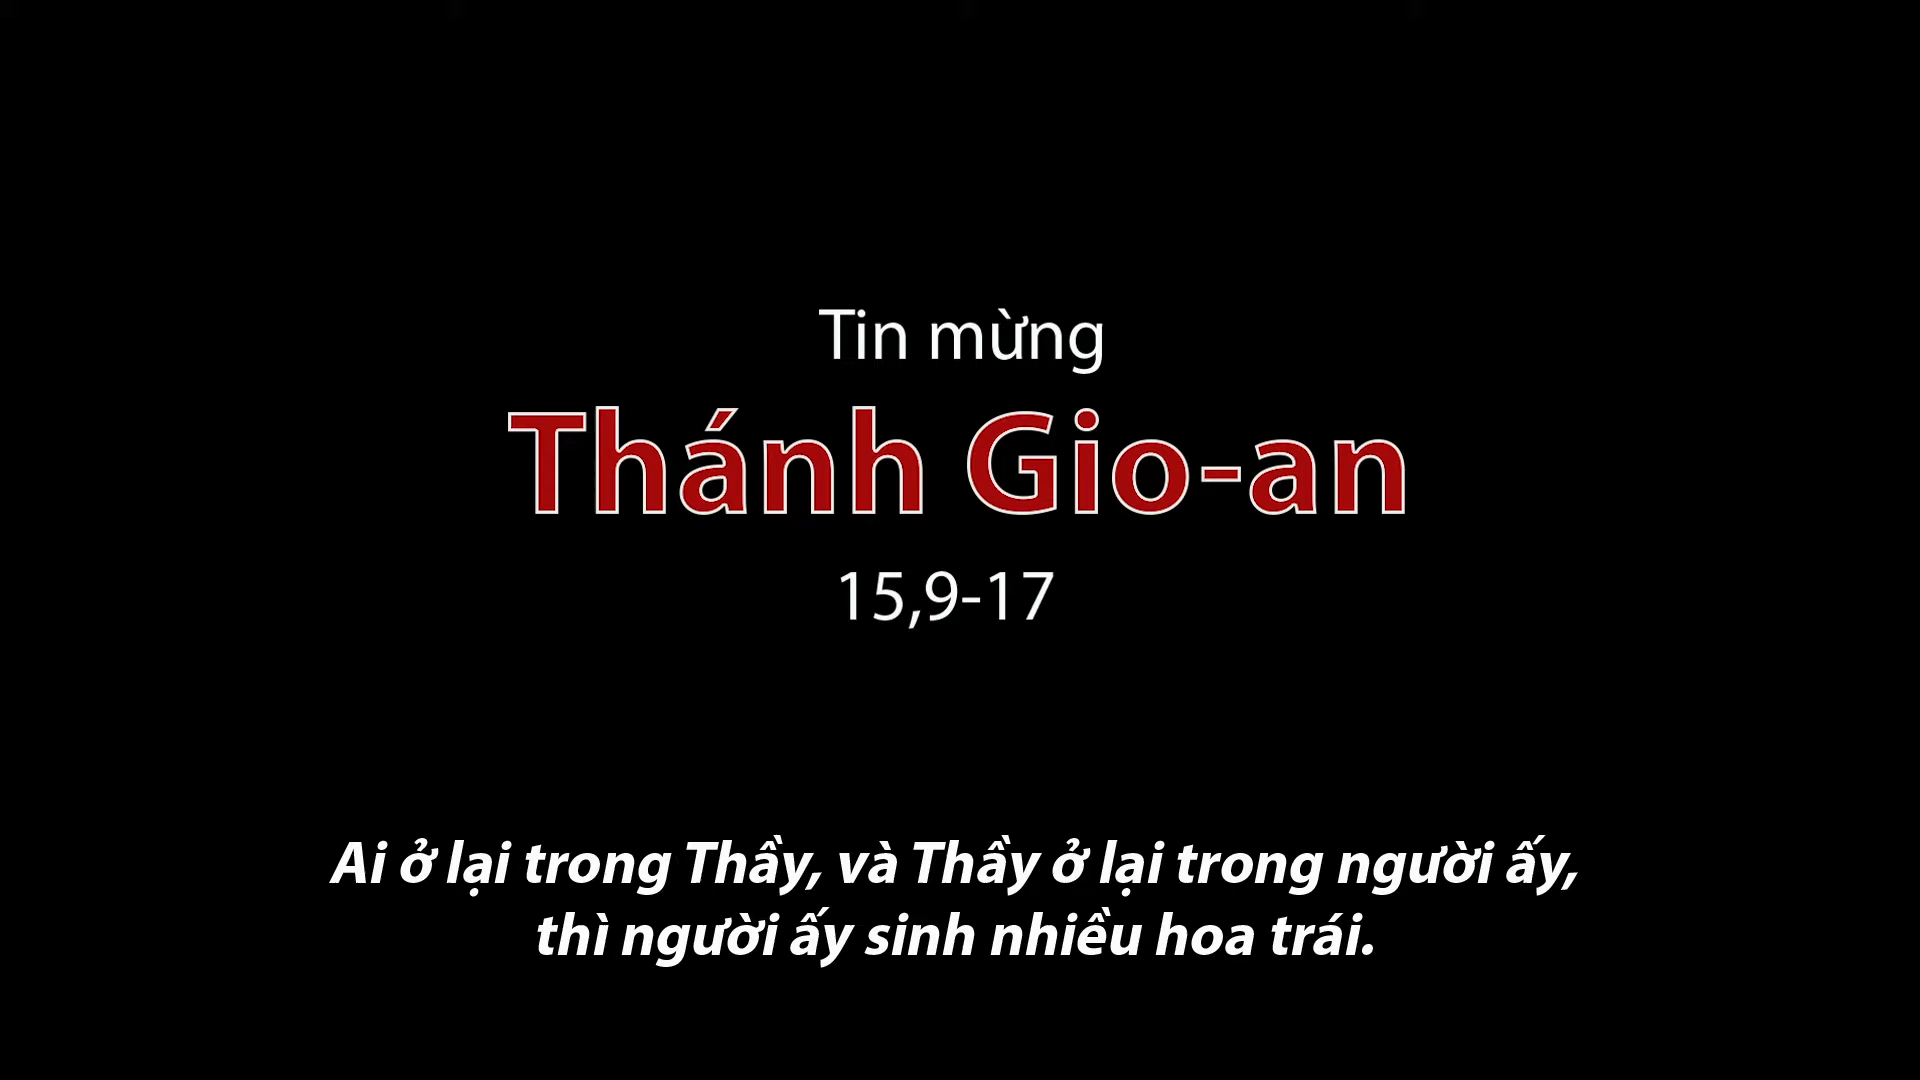 Tin mừng
Thánh Gio-an
15,9-17
Ai ở lại trong Thầy, và Thầy ở lại trong người ấy,
thì người ấy sinh nhiều hoa trái.